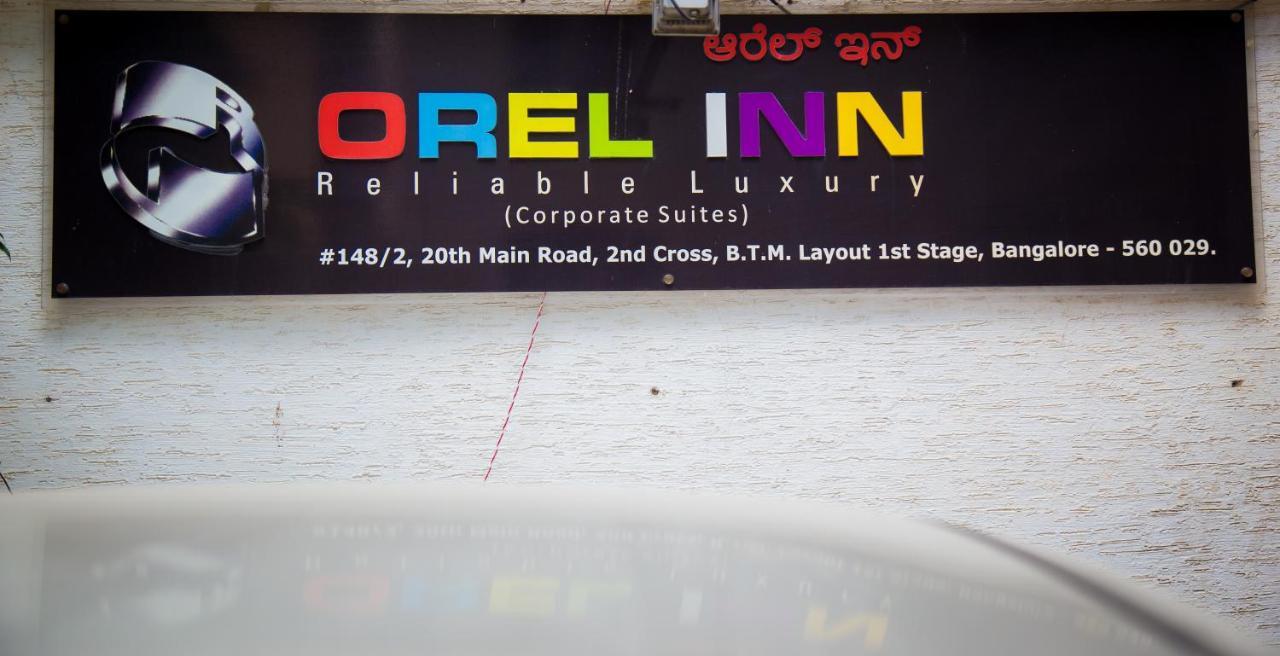 ಆರೆಲ್ ಇನ್
OREL INN
Reliable Luxury
(Corporate Suites)
#148/2, 20th Main Road, 2nd Cross, B.T.M. Layout 1st Stage, Bangalore - 560 029.